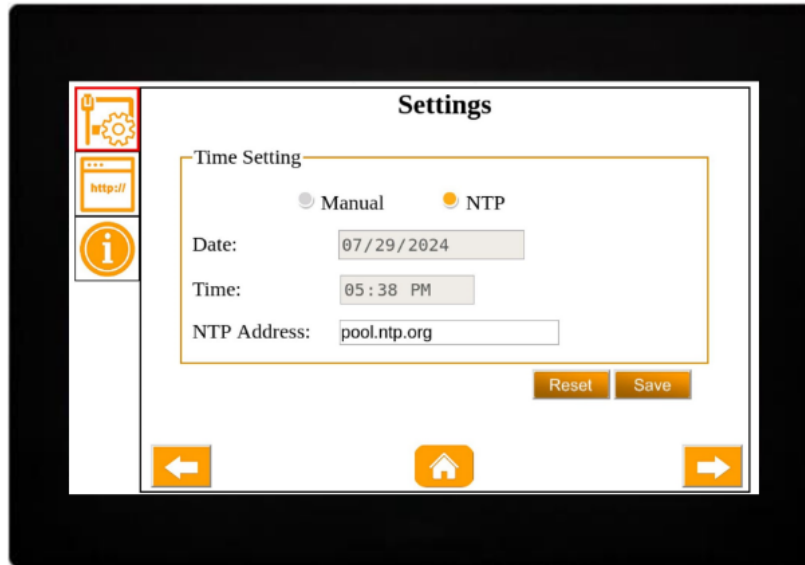 Settings
http://
Time Setting
Manual NTP
Date: 07/29/2024
Time: 05:38 PM
NTP Address: pool.ntp.org
Reset Save